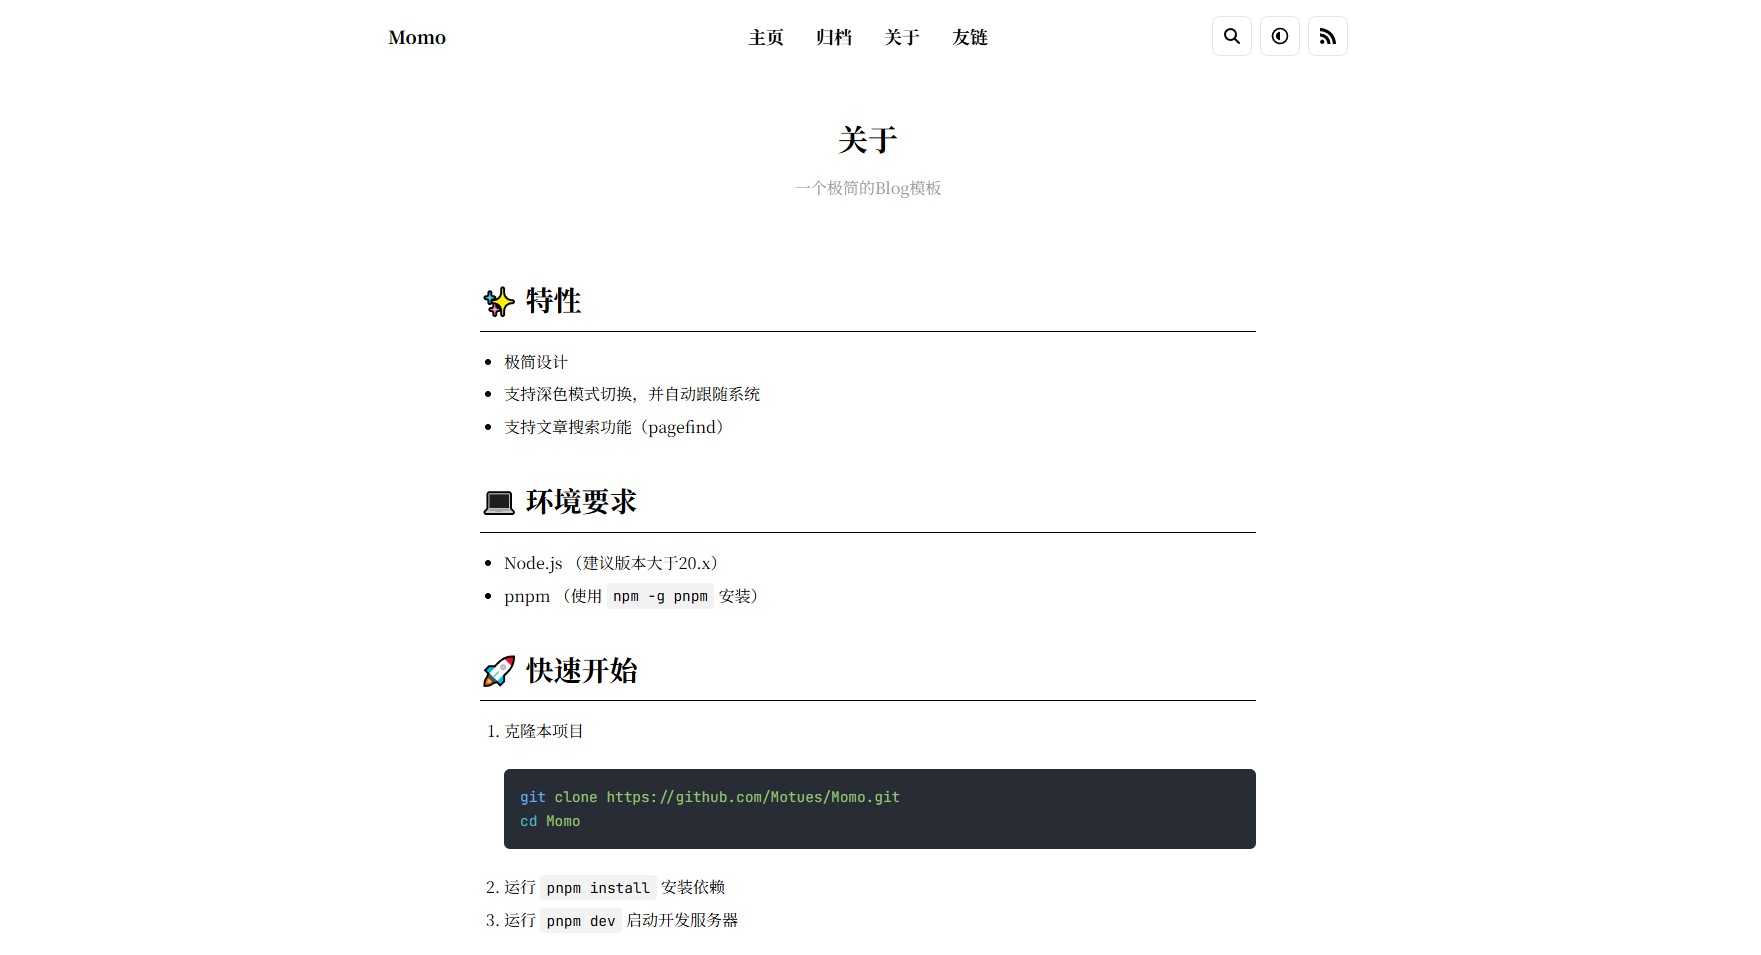 Momo
主页 归档 关于 友链
关于
一个极简的Blog模板
✨ 特性
• 极简设计
• 支持深色模式切换，并自动跟随系统
• 支持文章搜索功能（pagefind）
💻 环境要求
• Node.js （建议版本大于20.x）
• pnpm （使用 npm -g pnpm 安装）
🚀 快速开始
1. 克隆本项目
git clone https://github.com/Motues/Momo.git
cd Momo
2. 运行 pnpm install 安装依赖
3. 运行 pnpm dev 启动开发服务器